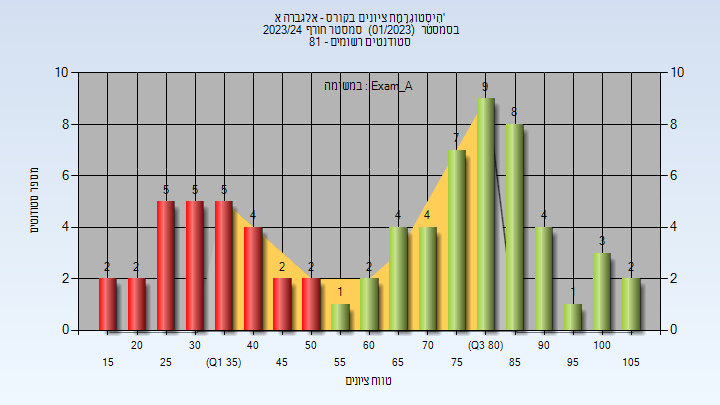 היסטוגרמת ציונים בקורס - אלגברה א'
בסמסטר (01/2023) סמסטר חורף 2023/24
סטודנטים רשומים - 81
במשימה : Exam_A
מספר סטודנטים
10 10
8 8
6 6
4 4
2 2
0 0
2 2 5 5 5 4 2 2 1 2 4 4 7 9 8 4 1 3 2
20 30 40 50 60 70 (Q3 80) 90 100
15 25 (Q1 35) 45 55 65 75 85 95 105
טווח ציונים